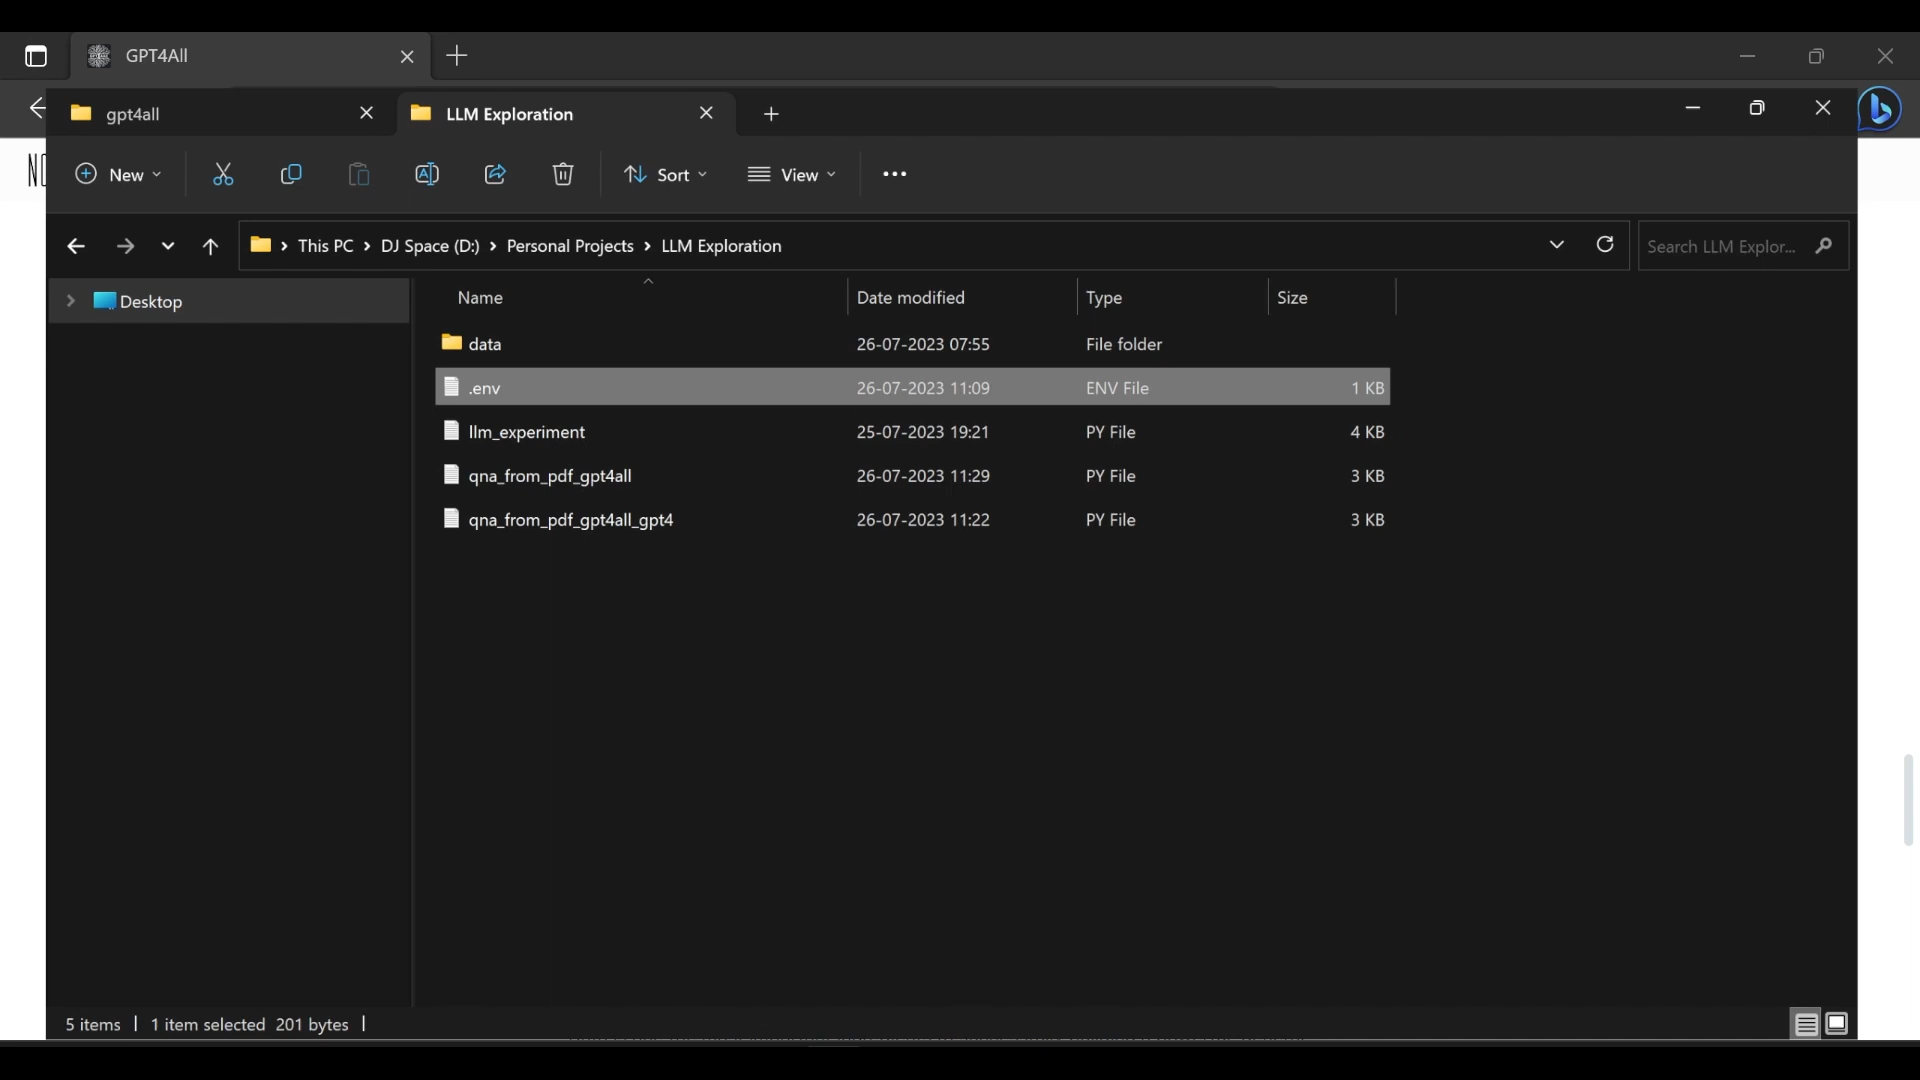 GPT4All
gpt4all
LLM Exploration
New
Sort
View
This PC > DJ Space (D:) > Personal Projects > LLM Exploration
Search LLM Explor...
Desktop
Name Date modified Type Size
data 26-07-2023 07:55 File folder
.env 26-07-2023 11:09 ENV File 1 KB
llm_experiment 25-07-2023 19:21 PY File 4 KB
qna_from_pdf_gpt4all 26-07-2023 11:29 PY File 3 KB
qna_from_pdf_gpt4all_gpt4 26-07-2023 11:22 PY File 3 KB
5 items 1 item selected 201 bytes